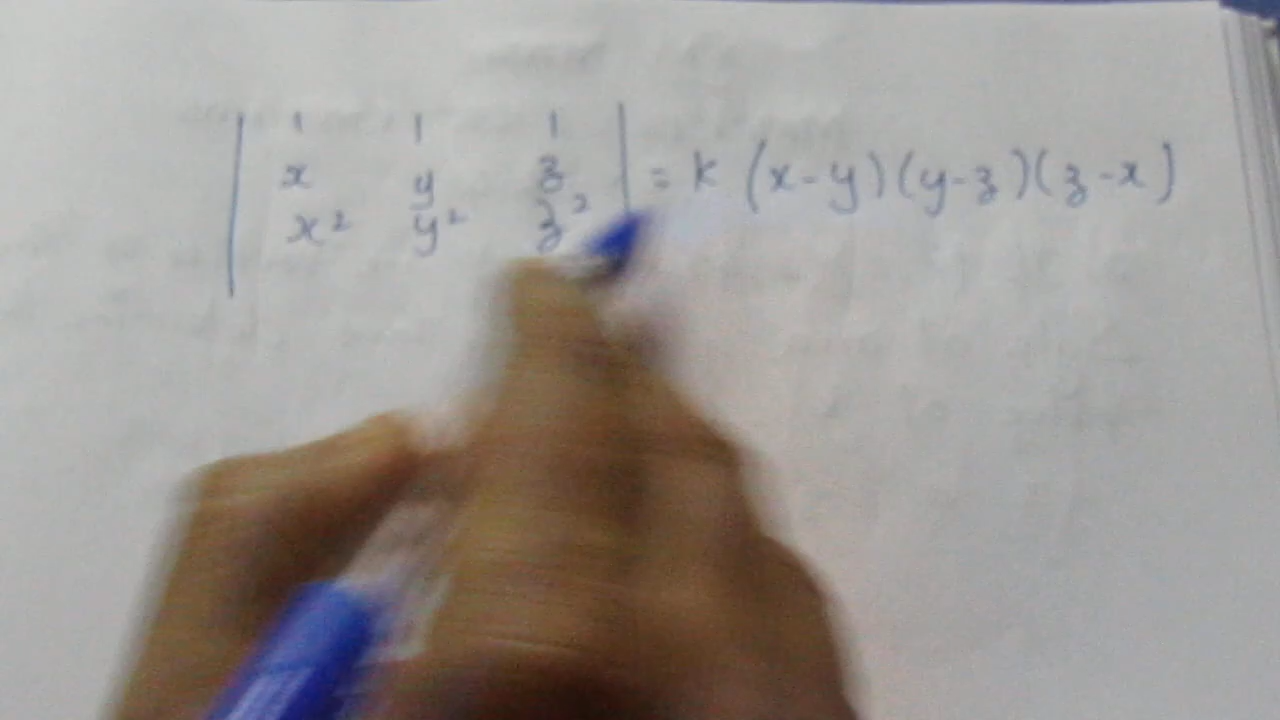 | 1 1 1 |
| x y z | = k (x-y)(y-z)(z-x)
| x² y² z² |